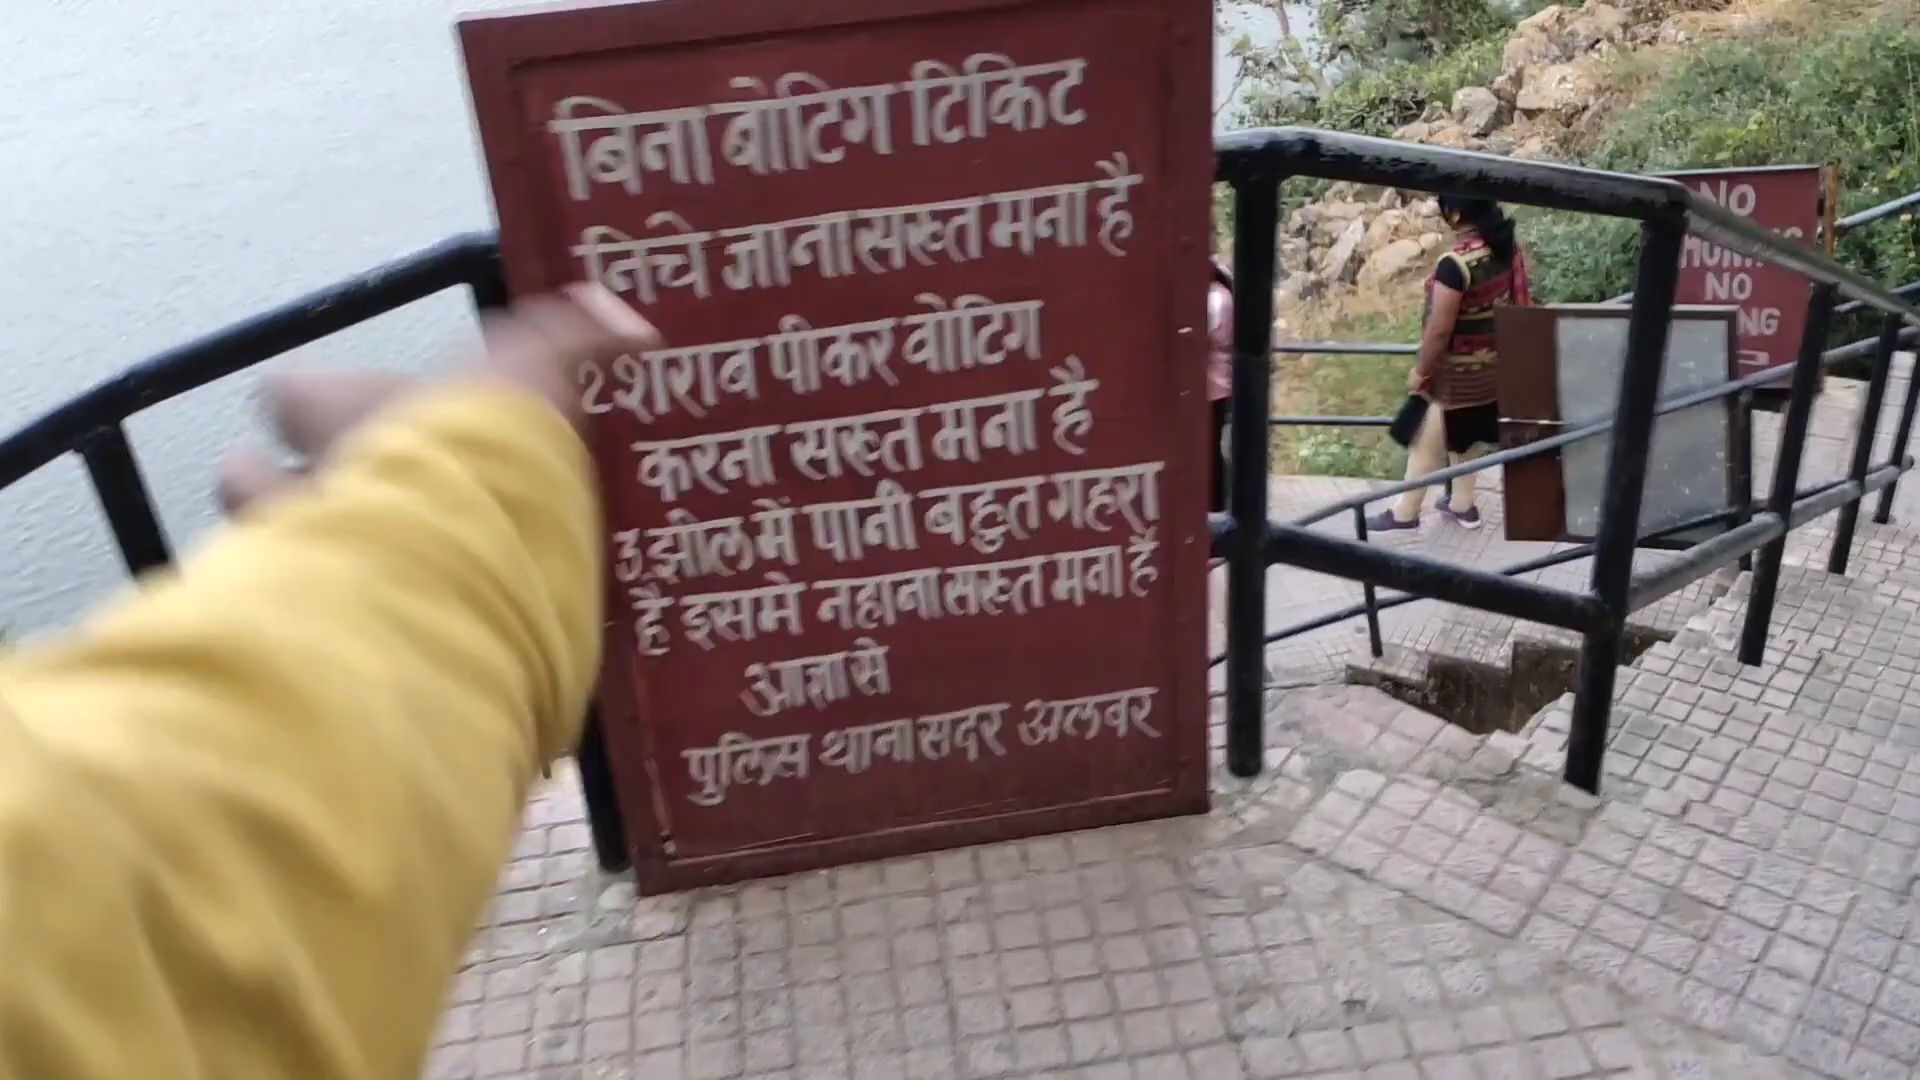 बिना बोटिग टिकिट
निचे जाना सख्त मना है
2 शराब पीकर वोटिग
करना सख्त मना है
3. झील में पानी बहुत गहरा
है इसमे नहाना सख्त मना है
आज्ञा से
पुलिस थाना सदर अलवर
NO
NO